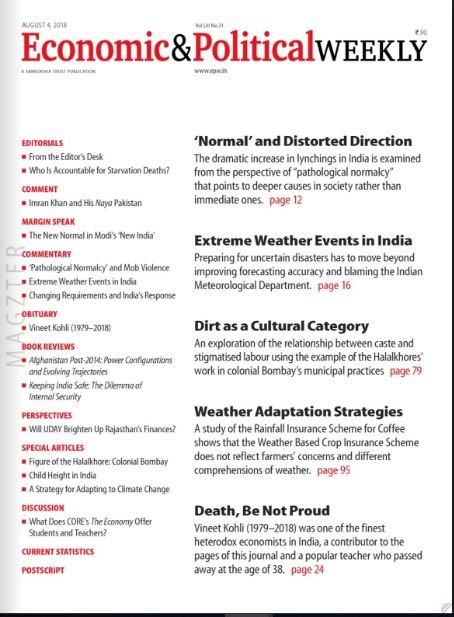 AUGUST 4, 2018
Vol LIII No 31
₹90
Economic&PoliticalWEEKLY
A SAMEEKSHA TRUST PUBLICATION
www.epw.in
EDITORIALS
From the Editor's Desk
Who Is Accountable for Starvation Deaths?
COMMENT
Imran Khan and His Naya Pakistan
MARGIN SPEAK
The New Normal in Modi's 'New India'
COMMENTARY
'Pathological Normalcy' and Mob Violence
Extreme Weather Events in India
Changing Requirements and India's Response
OBITUARY
Vineet Kohli (1979–2018)
BOOK REVIEWS
Afghanistan Post-2014: Power Configurations
and Evolving Trajectories
Keeping India Safe: The Dilemma of
Internal Security
PERSPECTIVES
Will UDAY Brighten Up Rajasthan's Finances?
SPECIAL ARTICLES
Figure of the Halalkhore: Colonial Bombay
Child Height in India
A Strategy for Adapting to Climate Change
DISCUSSION
What Does CORE's The Economy Offer
Students and Teachers?
CURRENT STATISTICS
POSTSCRIPT
'Normal' and Distorted Direction
The dramatic increase in lynchings in India is examined
from the perspective of "pathological normalcy"
that points to deeper causes in society rather than
immediate ones. page 12
Extreme Weather Events in India
Preparing for uncertain disasters has to move beyond
improving forecasting accuracy and blaming the Indian
Meteorological Department. page 16
Dirt as a Cultural Category
An exploration of the relationship between caste and
stigmatised labour using the example of the Halalkhores'
work in colonial Bombay's municipal practices page 79
Weather Adaptation Strategies
A study of the Rainfall Insurance Scheme for Coffee
shows that the Weather Based Crop Insurance Scheme
does not reflect farmers' concerns and different
comprehensions of weather. page 95
Death, Be Not Proud
Vineet Kohli (1979–2018) was one of the finest
heterodox economists in India, a contributor to the
pages of this journal and a popular teacher who passed
away at the age of 38. page 24
MAGZTER